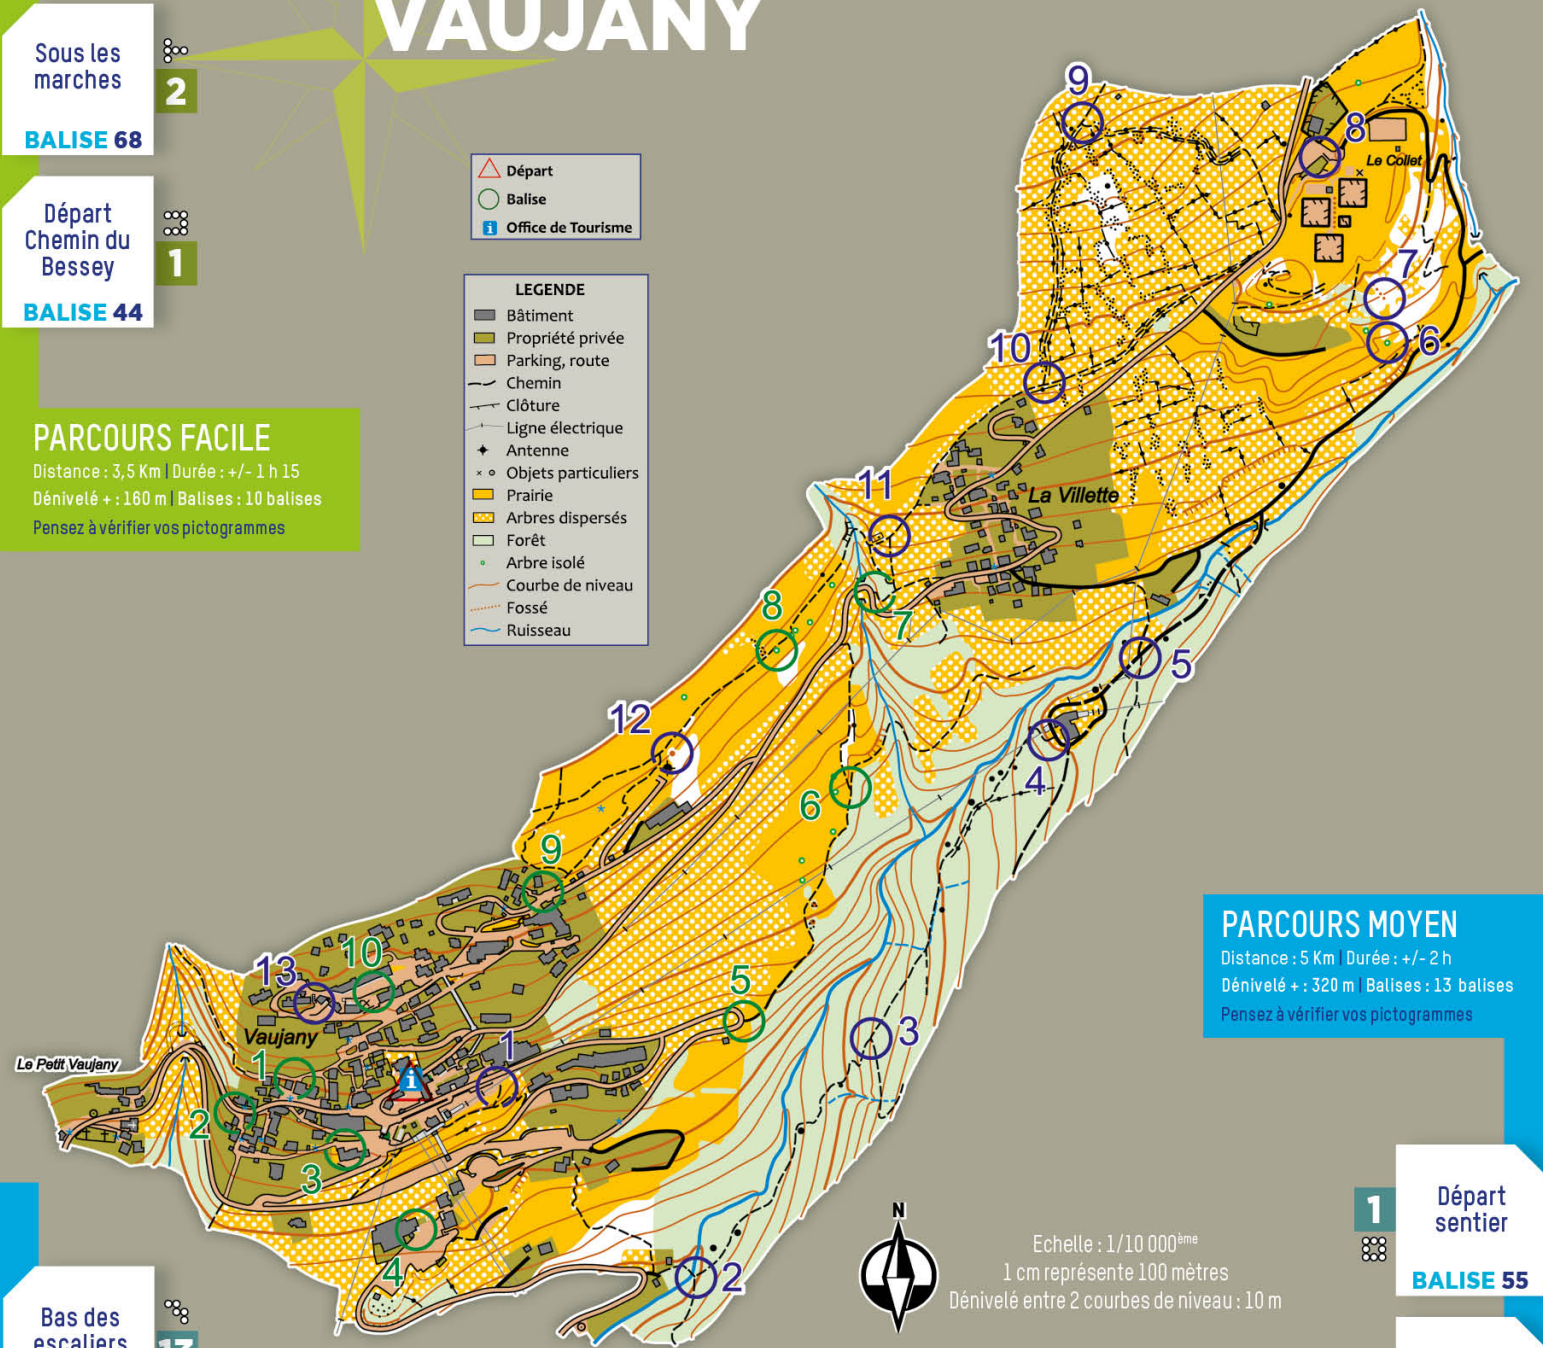 VAUJANY
Sous les
marches
BALISE 68
2
Départ
Chemin du
Bessey
BALISE 44
1
Départ
Balise
i
Office de Tourisme
LEGENDE
Bâtiment
Propriété privée
Parking, route
Chemin
Clôture
Ligne électrique
Antenne
Objets particuliers
Prairie
Arbres dispersés
Forêt
Arbre isolé
Courbe de niveau
Fossé
Ruisseau
PARCOURS FACILE
Distance : 3,5 Km | Durée : +/- 1 h 15
Dénivelé + : 160 m | Balises : 10 balises
Pensez à vérifier vos pictogrammes
9
8
Le Collet
7
6
10
11
La Villette
8
7
5
12
4
6
9
10
13
5
3
Vaujany
1
1
i
Le Petit Vaujany
2
3
4
2
PARCOURS MOYEN
Distance : 5 Km | Durée : +/- 2 h
Dénivelé + : 320 m | Balises : 13 balises
Pensez à vérifier vos pictogrammes
N
Echelle : 1/10 000ème
1 cm représente 100 mètres
Dénivelé entre 2 courbes de niveau : 10 m
1
Départ
sentier
BALISE 55
Bas des
escaliers
13